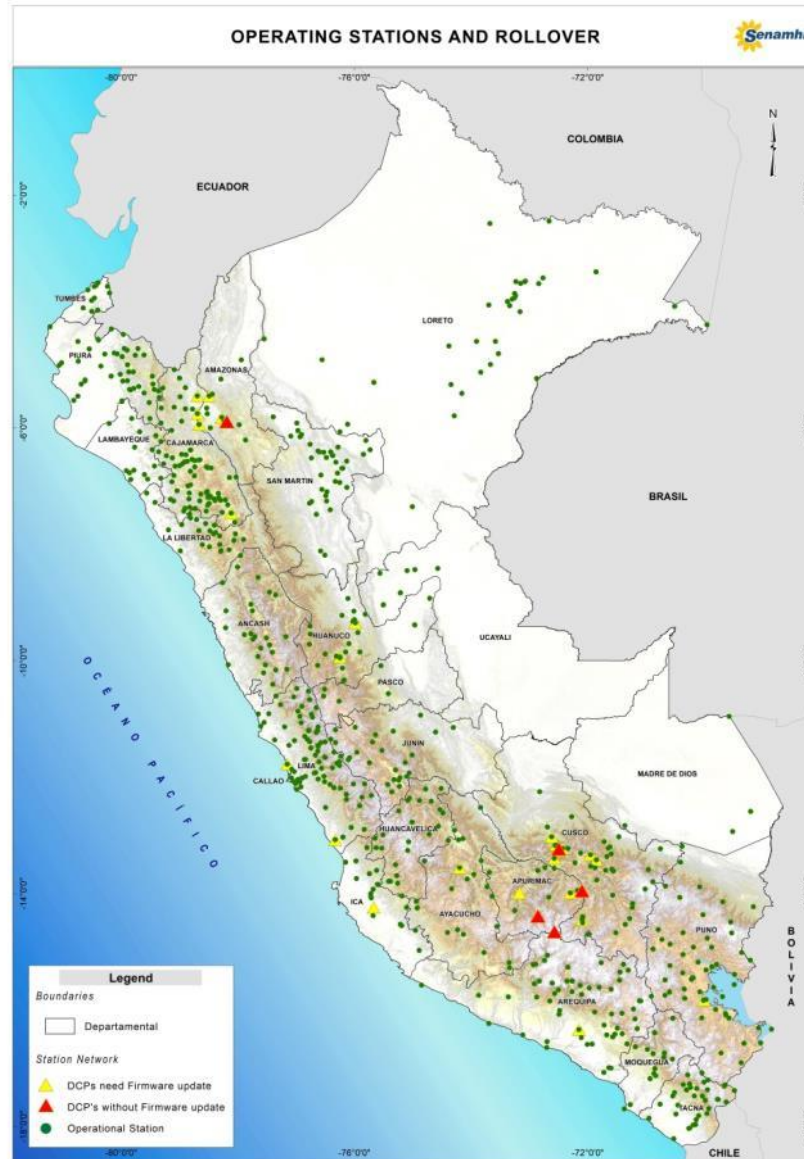 OPERATING STATIONS AND ROLLOVER
Senamhi
-80°0'0"
-76°0'0"
-72°0'0"
N
COLOMBIA
ECUADOR
-2°0'0"
TUMBES
LORETO
PIURA
AMAZONAS
-6°0'0"
LAMBAYEQUE
CAJAMARCA
SAN MARTIN
BRASIL
LA LIBERTAD
ANCASH
HUANUCO
UCAYALI
-10°0'0"
PASCO
OCÉANO PACÍFICO
JUNIN
LIMA
MADRE DE DIOS
CALLAO
HUANCAVELICA
CUSCO
APURIMAC
-14°0'0"
ICA
AYACUCHO
PUNO
BOLIVIA
AREQUIPA
MOQUEGUA
TACNA
CHILE
Legend
Boundaries
Departamental
Station Network
DCPs need Firmware update
DCP's without Firmware update
Operational Station
-18°0'0"
-80°0'0"
-76°0'0"
-72°0'0"